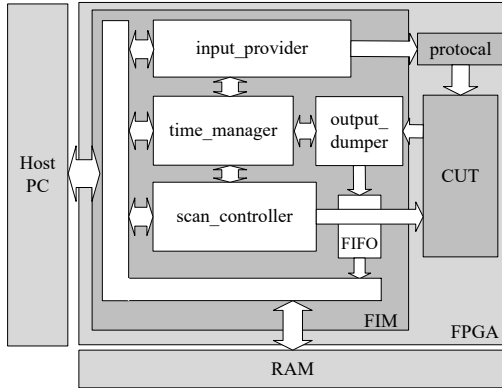 input_provider
protocal
time_manager
output_
dumper
Host
PC
CUT
scan_controller
FIFO
FIM
FPGA
RAM